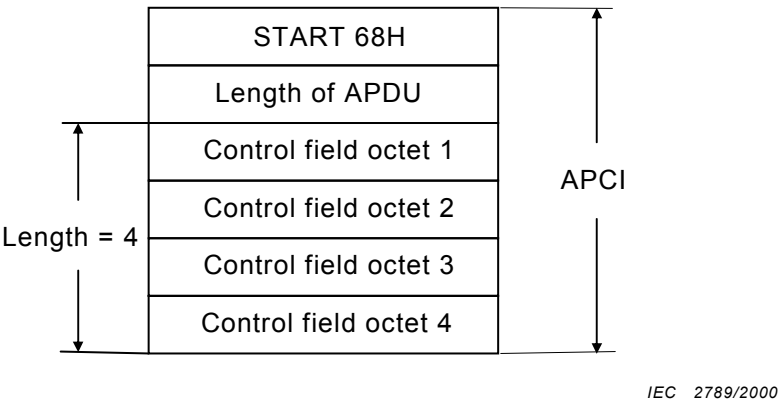 START 68H
Length of APDU
Control field octet 1
Control field octet 2
Control field octet 3
Control field octet 4
Length = 4
APCI
IEC 2789/2000